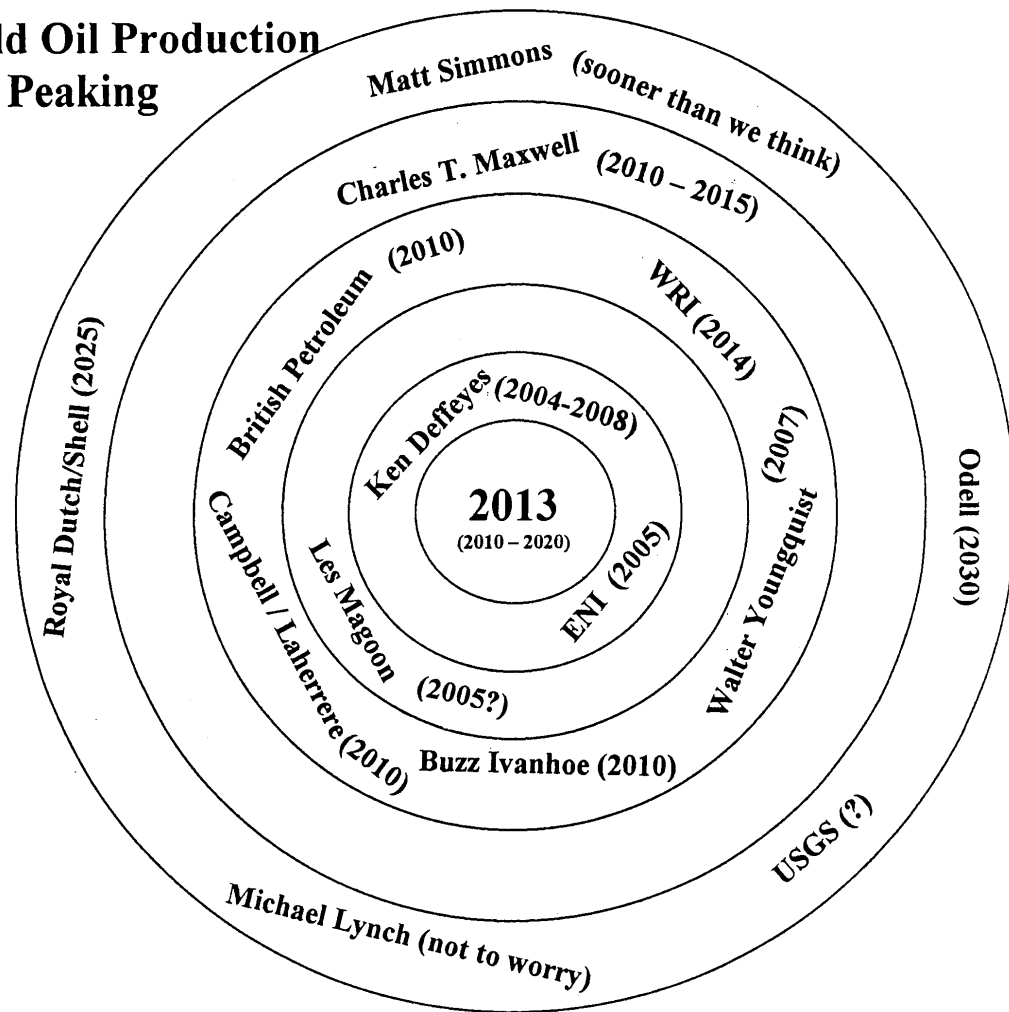 ld Oil Production
Peaking
Matt Simmons (sooner than we think)
Charles T. Maxwell (2010 – 2015)
British Petroleum (2010)
WRI (2014)
Royal Dutch/Shell (2025)
Ken Deffeyes (2004-2008)
Walter Youngquist (2007)
Odell (2030)
2013
(2010 – 2020)
ENI (2005)
Campbell / Laherrere (2010)
Les Magoon (2005?)
Buzz Ivanhoe (2010)
USGS (?)
Michael Lynch (not to worry)